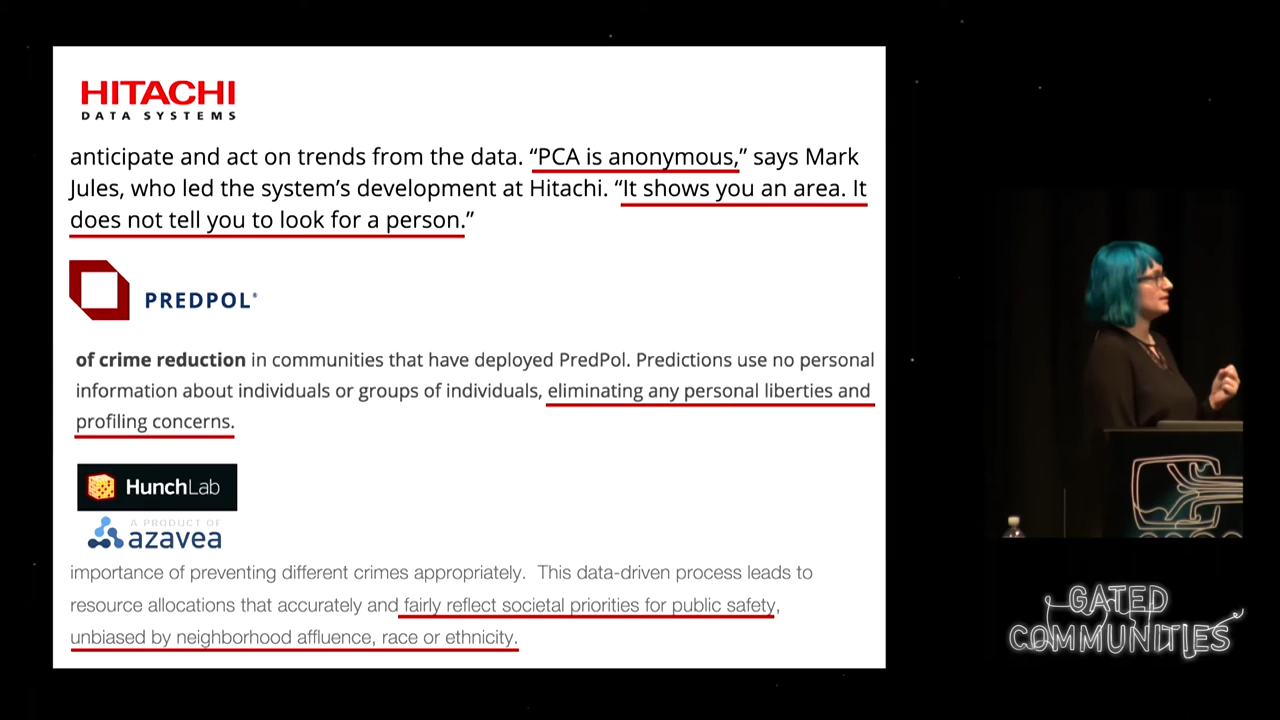 HITACHI
DATA SYSTEMS
anticipate and act on trends from the data. “PCA is anonymous,” says Mark
Jules, who led the system’s development at Hitachi. “It shows you an area. It
does not tell you to look for a person.”
PREDPOL®
of crime reduction in communities that have deployed PredPol. Predictions use no personal
information about individuals or groups of individuals, eliminating any personal liberties and
profiling concerns.
HunchLab
A PRODUCT OF
azavea
importance of preventing different crimes appropriately.  This data-driven process leads to
resource allocations that accurately and fairly reflect societal priorities for public safety,
unbiased by neighborhood affluence, race or ethnicity.
GATED
COMMUNITIES